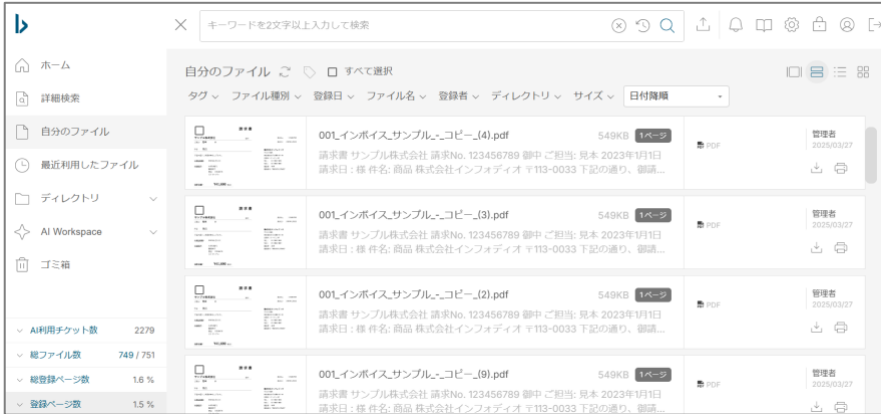 キーワードを2文字以上入力して検索
ホーム
詳細検索
自分のファイル
最近利用したファイル
ディレクトリ
AI Workspace
ゴミ箱
AI利用チケット数 2279
総ファイル数 749 / 751
総登録ページ数 1.6 %
登録ページ数 1.5 %
自分のファイル すべて選択
タグ ファイル種別 登録日 ファイル名 登録者 ディレクトリ サイズ 日付降順
請求書
001_インボイス_サンプル_-_コピー_(4).pdf 549KB 1ページ
請求書 サンプル株式会社 請求No. 123456789 御中 ご担当: 見本 2023年1月1日
請求日 : 様 件名: 商品 株式会社インフォディオ 〒113-0033 下記の通り、御請...
PDF
管理者
2025/03/27
請求書
001_インボイス_サンプル_-_コピー_(3).pdf 549KB 1ページ
請求書 サンプル株式会社 請求No. 123456789 御中 ご担当: 見本 2023年1月1日
請求日 : 様 件名: 商品 株式会社インフォディオ 〒113-0033 下記の通り、御請...
PDF
管理者
2025/03/27
請求書
001_インボイス_サンプル_-_コピー_(2).pdf 549KB 1ページ
請求書 サンプル株式会社 請求No. 123456789 御中 ご担当: 見本 2023年1月1日
請求日 : 様 件名: 商品 株式会社インフォディオ 〒113-0033 下記の通り、御請...
PDF
管理者
2025/03/27
請求書
001_インボイス_サンプル_-_コピー_(9).pdf 549KB 1ページ
請求書 サンプル株式会社 請求No. 123456789 御中 ご担当: 見本 2023年1月1日
請求日 : 様 件名: 商品 株式会社インフォディオ 〒113-0033 下記の通り、御請...
PDF
管理者
2025/03/27